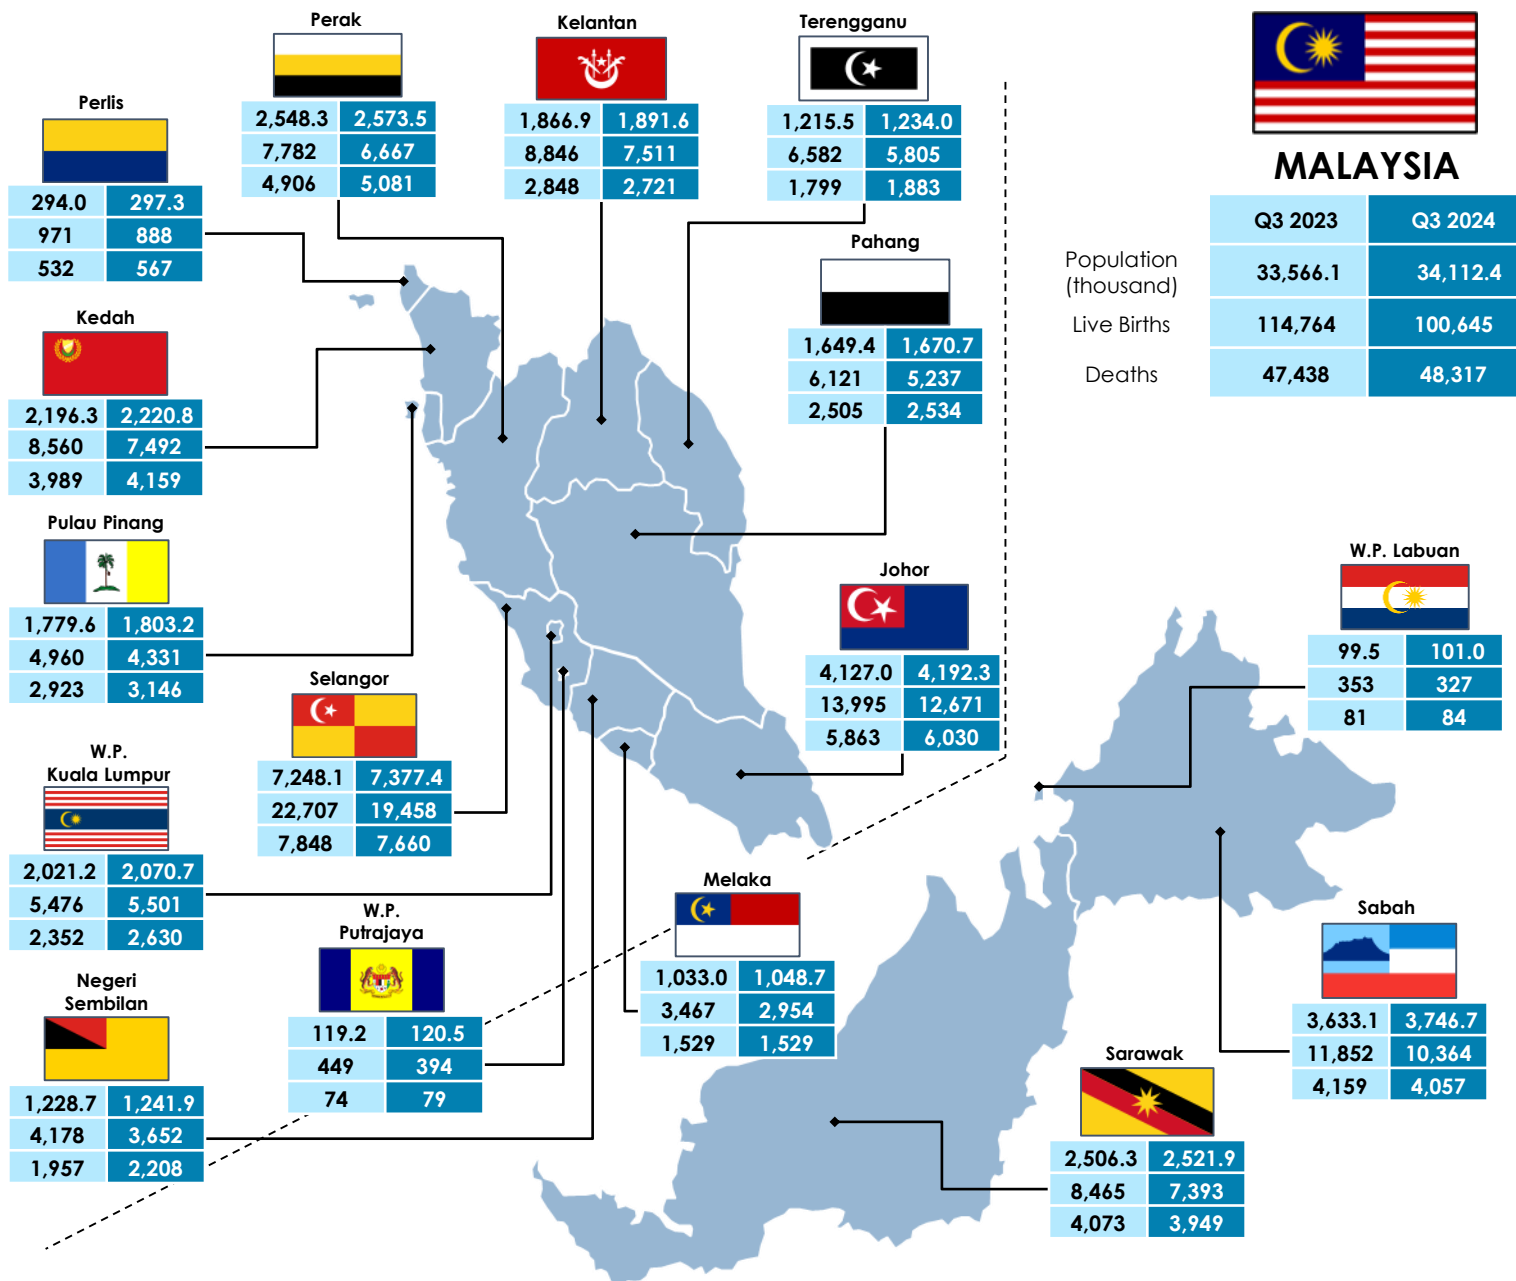 Perak
2,548.3 2,573.5
7,782 6,667
4,906 5,081
Kelantan
1,866.9 1,891.6
8,846 7,511
2,848 2,721
Terengganu
1,215.5 1,234.0
6,582 5,805
1,799 1,883
MALAYSIA
Q3 2023 Q3 2024
Population
(thousand)
33,566.1 34,112.4
Live Births 114,764 100,645
Deaths 47,438 48,317
Perlis
294.0 297.3
971 888
532 567
Pahang
1,649.4 1,670.7
6,121 5,237
2,505 2,534
Kedah
2,196.3 2,220.8
8,560 7,492
3,989 4,159
Pulau Pinang
1,779.6 1,803.2
4,960 4,331
2,923 3,146
Johor
4,127.0 4,192.3
13,995 12,671
5,863 6,030
W.P. Labuan
99.5 101.0
353 327
81 84
Selangor
7,248.1 7,377.4
22,707 19,458
7,848 7,660
W.P.
Kuala Lumpur
2,021.2 2,070.7
5,476 5,501
2,352 2,630
W.P.
Putrajaya
119.2 120.5
449 394
74 79
Melaka
1,033.0 1,048.7
3,467 2,954
1,529 1,529
Sabah
3,633.1 3,746.7
11,852 10,364
4,159 4,057
Negeri
Sembilan
1,228.7 1,241.9
4,178 3,652
1,957 2,208
Sarawak
2,506.3 2,521.9
8,465 7,393
4,073 3,949